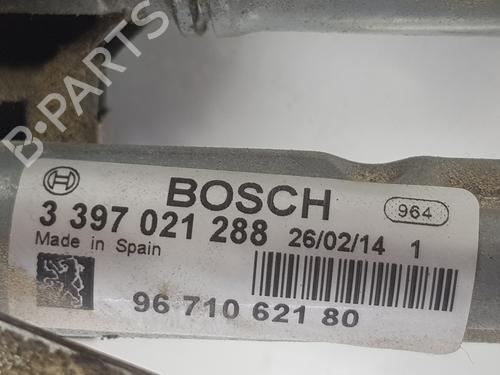 B-PARTS
BOSCH
964
3 397 021 288 26/02/14 1
Made in Spain
96 710 621 80